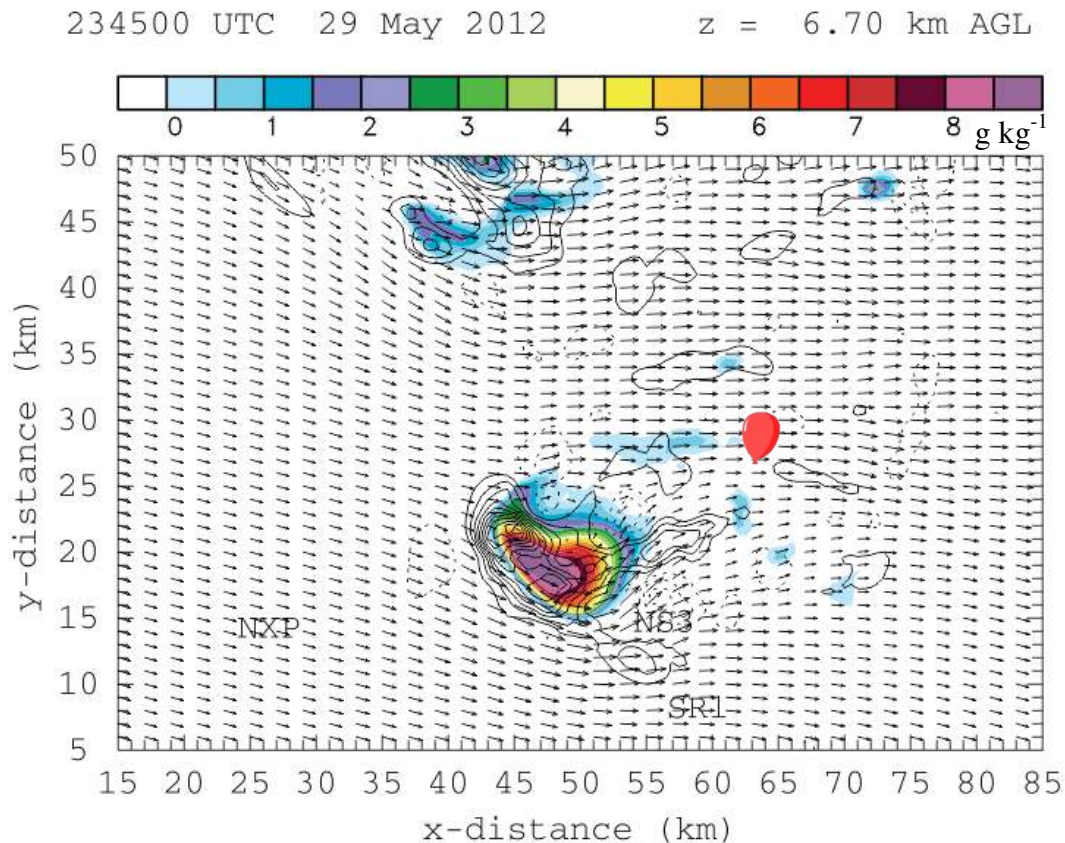 234500 UTC 29 May 2012 z = 6.70 km AGL
0 1 2 3 4 5 6 7 8 g kg-1
50
45
40
35
30
25
20
15
10
5
y-distance (km)
NXP
NS3
SR1
15 20 25 30 35 40 45 50 55 60 65 70 75 80 85
x-distance (km)